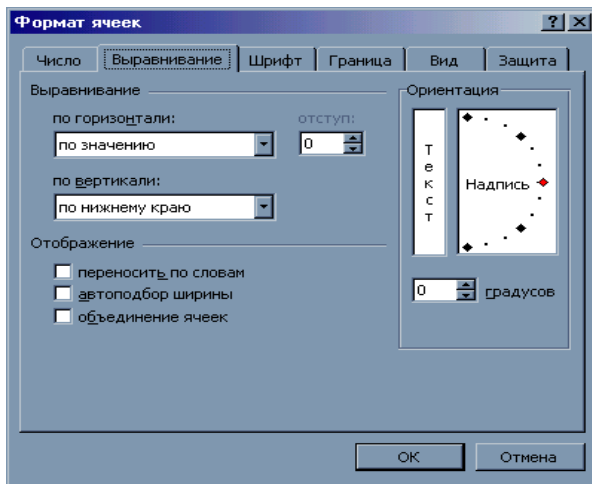 Формат ячеек
Число Выравнивание Шрифт Граница Вид Защита
Выравнивание
по горизонтали:
отступ:
по значению
0
по вертикали:
по нижнему краю
Отображение
переносить по словам
автоподбор ширины
объединение ячеек
Ориентация
Текст
Надпись
0 градусов
ОК Отмена